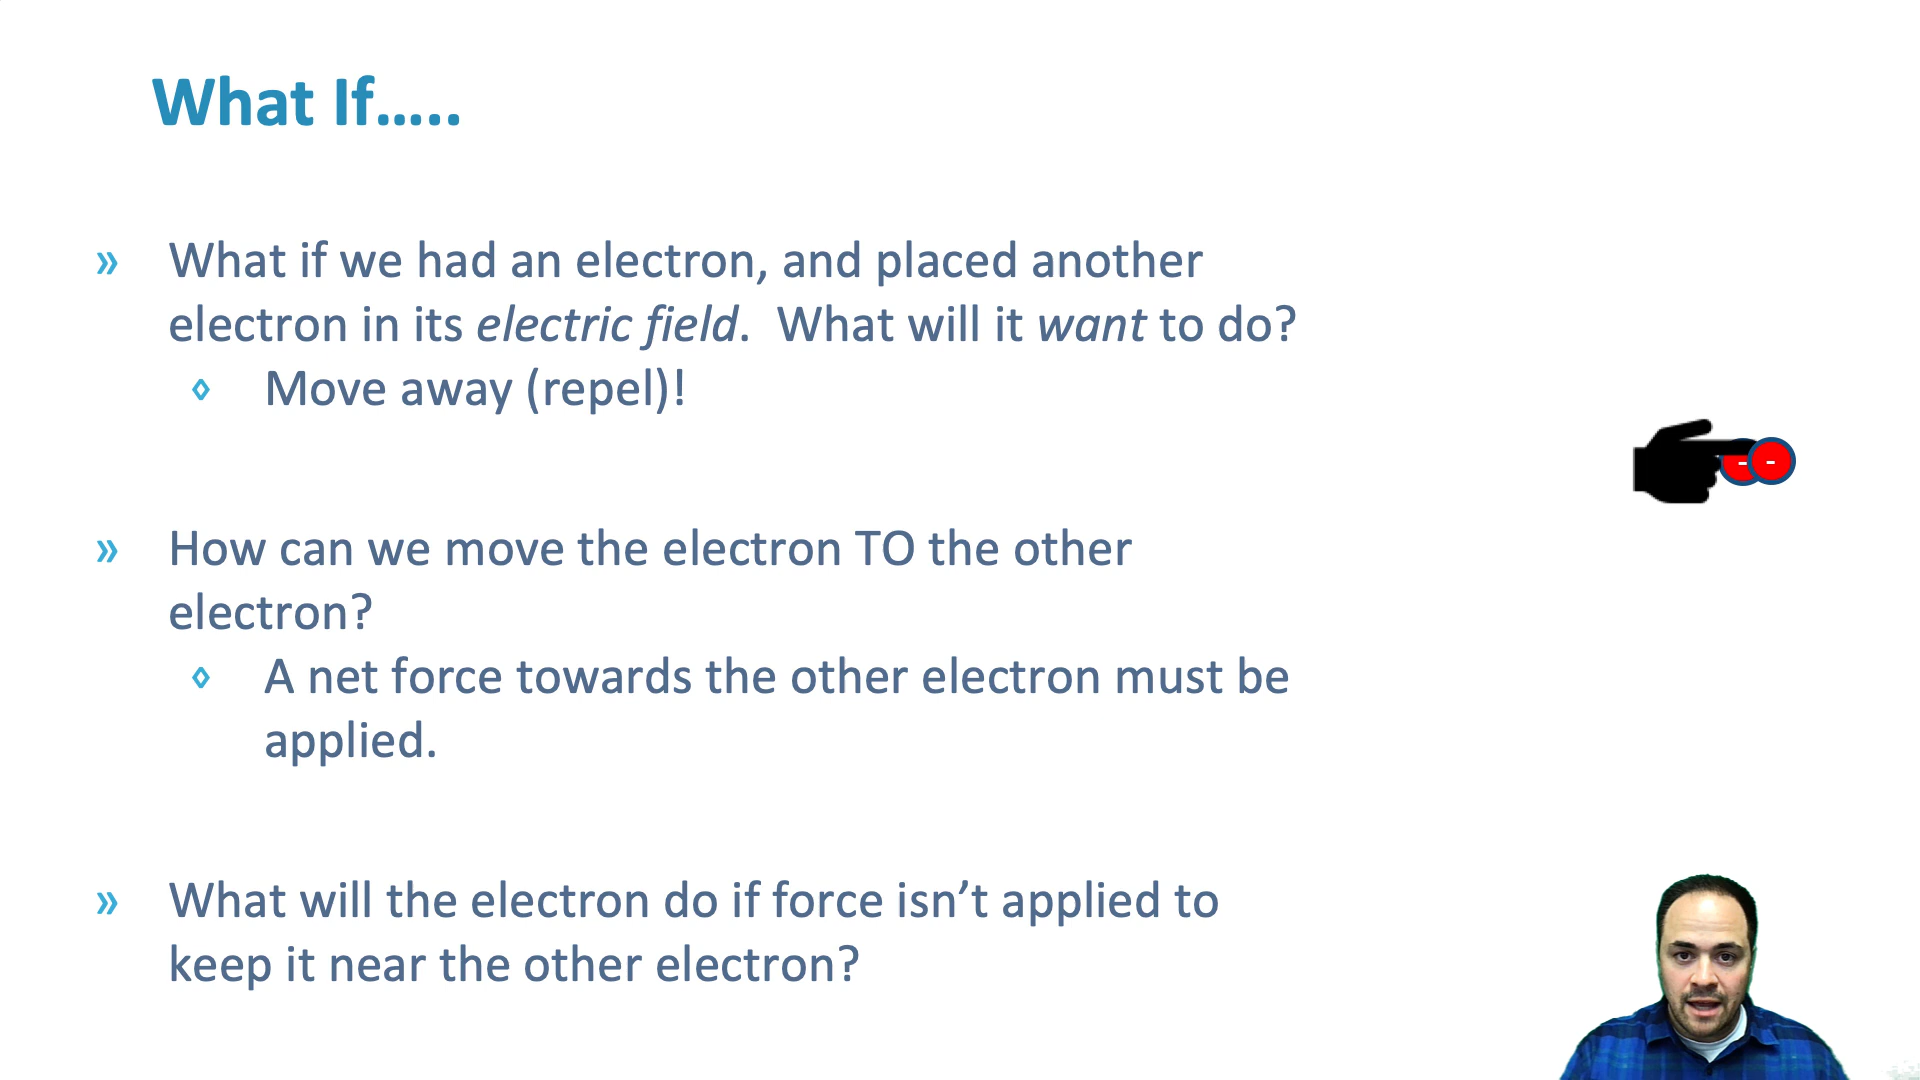 What If.....
» What if we had an electron, and placed another
electron in its electric field.  What will it want to do?
◊ Move away (repel)!
- -
» How can we move the electron TO the other
electron?
◊ A net force towards the other electron must be
applied.
» What will the electron do if force isn’t applied to
keep it near the other electron?